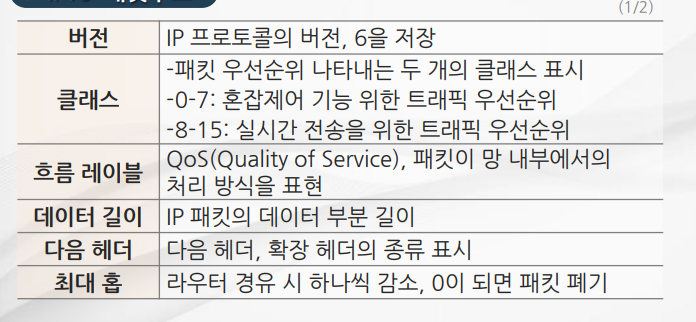 (1/2)
버전 IP 프로토콜의 버전, 6을 저장
클래스
-패킷 우선순위 나타내는 두 개의 클래스 표시
-0-7: 혼잡제어 기능 위한 트래픽 우선순위
-8-15: 실시간 전송을 위한 트래픽 우선순위
흐름 레이블
QoS(Quality of Service), 패킷이 망 내부에서의
처리 방식을 표현
데이터 길이 IP 패킷의 데이터 부분 길이
다음 헤더 다음 헤더, 확장 헤더의 종류 표시
최대 홉 라우터 경유 시 하나씩 감소, 0이 되면 패킷 폐기